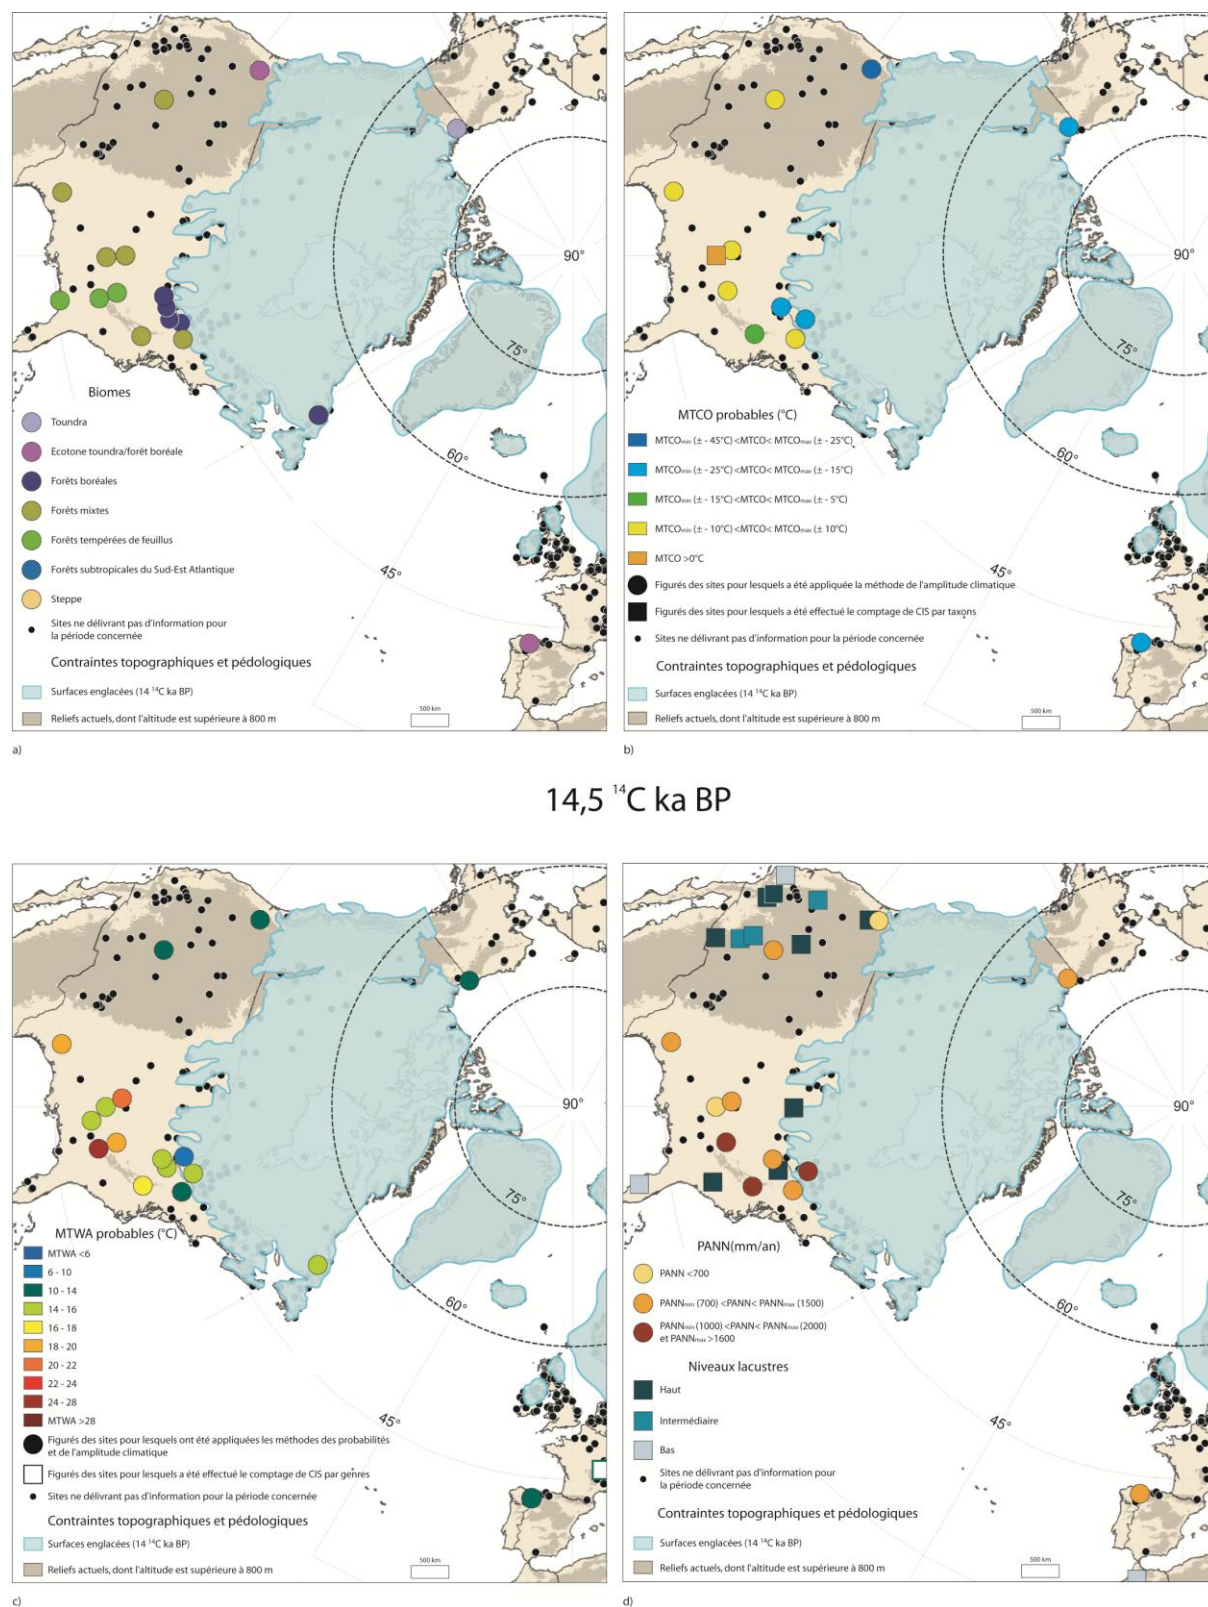 90°
75°
60°
45°
Biomes
Toundra
Ecotone toundra/forêt boréale
Forêts boréales
Forêts mixtes
Forêts tempérées de feuillus
Forêts subtropicales du Sud-Est Atlantique
Steppe
Sites ne délivrant pas d'information pour
la période concernée
Contraintes topographiques et pédologiques
Surfaces englacées (14 ¹⁴C ka BP)
Reliefs actuels, dont l'altitude est supérieure à 800 m
500 km
a)
90°
75°
60°
45°
MTCO probables (°C)
MTCOmin (± - 45°C) <MTCO< MTCOmax (± - 25°C)
MTCOmin (± - 25°C) <MTCO< MTCOmax (± - 15°C)
MTCOmin (± - 15°C) <MTCO< MTCOmax (± - 5°C)
MTCOmin (± - 10°C) <MTCO< MTCOmax (± 10°C)
MTCO >0°C
Figurés des sites pour lesquels a été appliquée la méthode de l'amplitude climatique
Figurés des sites pour lesquels a été effectué le comptage de CIS par taxons
Sites ne délivrant pas d'information pour la période concernée
Contraintes topographiques et pédologiques
Surfaces englacées (14 ¹⁴C ka BP)
Reliefs actuels, dont l'altitude est supérieure à 800 m
500 km
b)
14,5 ¹⁴C ka BP
90°
75°
60°
45°
MTWA probables (°C)
MTWA <6
6 - 10
10 - 14
14 - 16
16 - 18
18 - 20
20 - 22
22 - 24
24 - 28
MTWA >28
Figurés des sites pour lesquels ont été appliquées les méthodes des probabilités
et de l'amplitude climatique
Figurés des sites pour lesquels a été effectué le comptage de CIS par genres
Sites ne délivrant pas d'information pour la période concernée
Contraintes topographiques et pédologiques
Surfaces englacées (14 ¹⁴C ka BP)
Reliefs actuels, dont l'altitude est supérieure à 800 m
500 km
c)
90°
75°
60°
45°
PANN(mm/an)
PANN <700
PANNmin (700) <PANN< PANNmax (1500)
PANNmin (1000) <PANN< PANNmax (2000)
et PANNmax >1600
Niveaux lacustres
Haut
Intermédiaire
Bas
Sites ne délivrant pas d'information pour
la période concernée
Contraintes topographiques et pédologiques
Surfaces englacées (14 ¹⁴C ka BP)
Reliefs actuels, dont l'altitude est supérieure à 800 m
500 km
d)